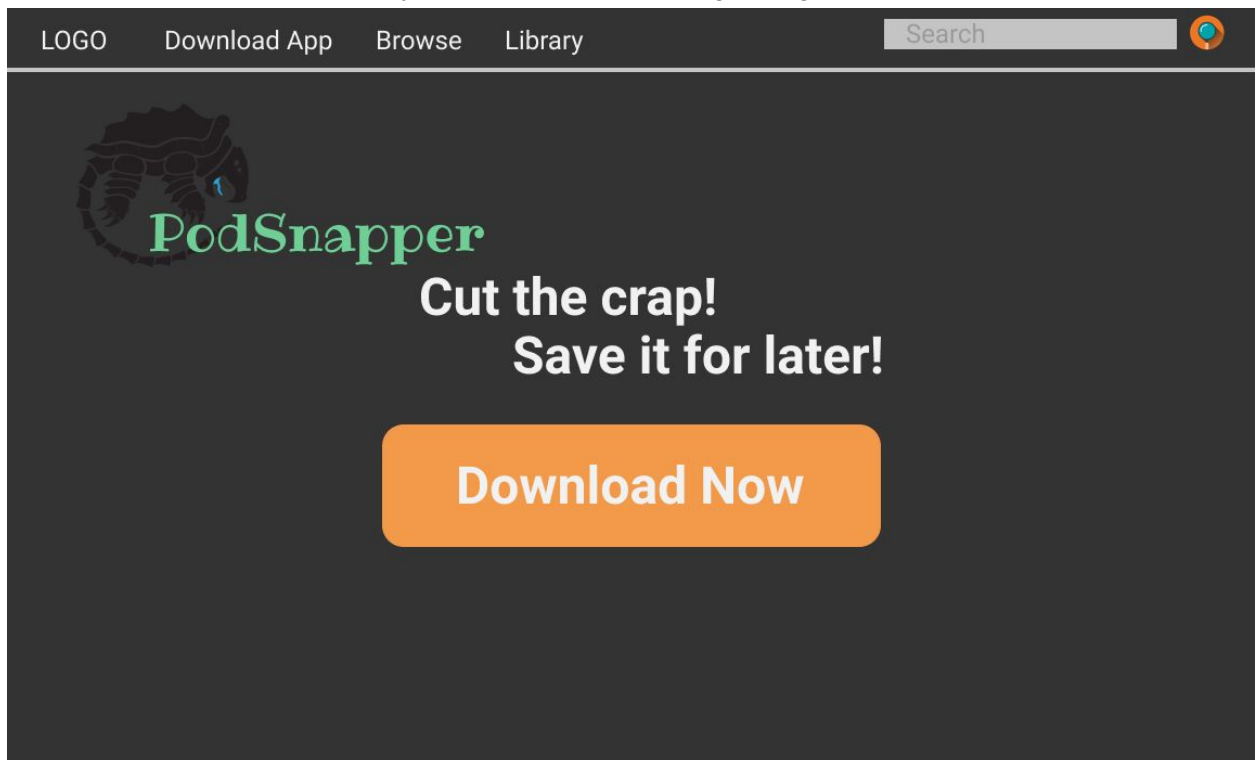 LOGO Download App Browse Library Search
PodSnapper
Cut the crap!
Save it for later!
Download Now